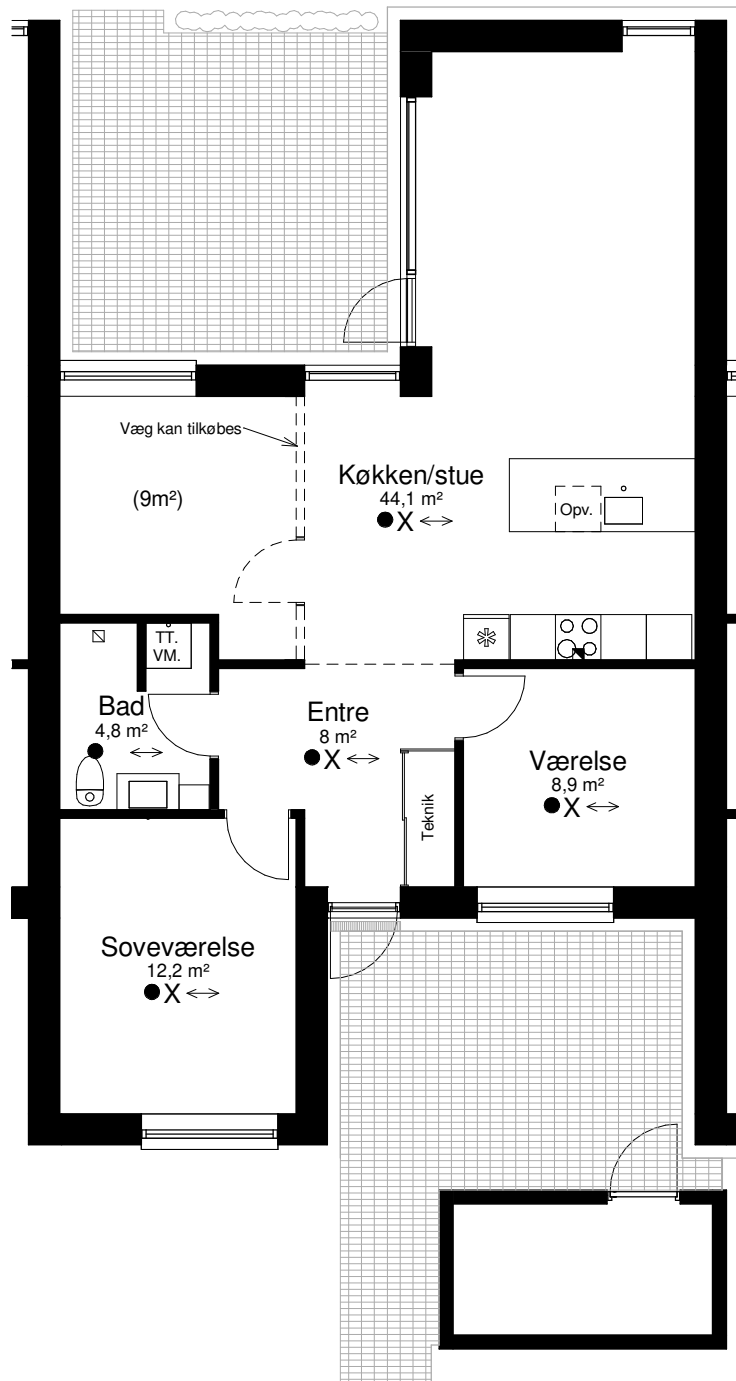 Væg kan tilkøbes
Køkken/stue
44,1 m²
X
(9m²)
Opv.
TT.
VM.
Bad
4,8 m²
Entre
8 m²
X
Værelse
8,9 m²
X
Teknik
Soveværelse
12,2 m²
X